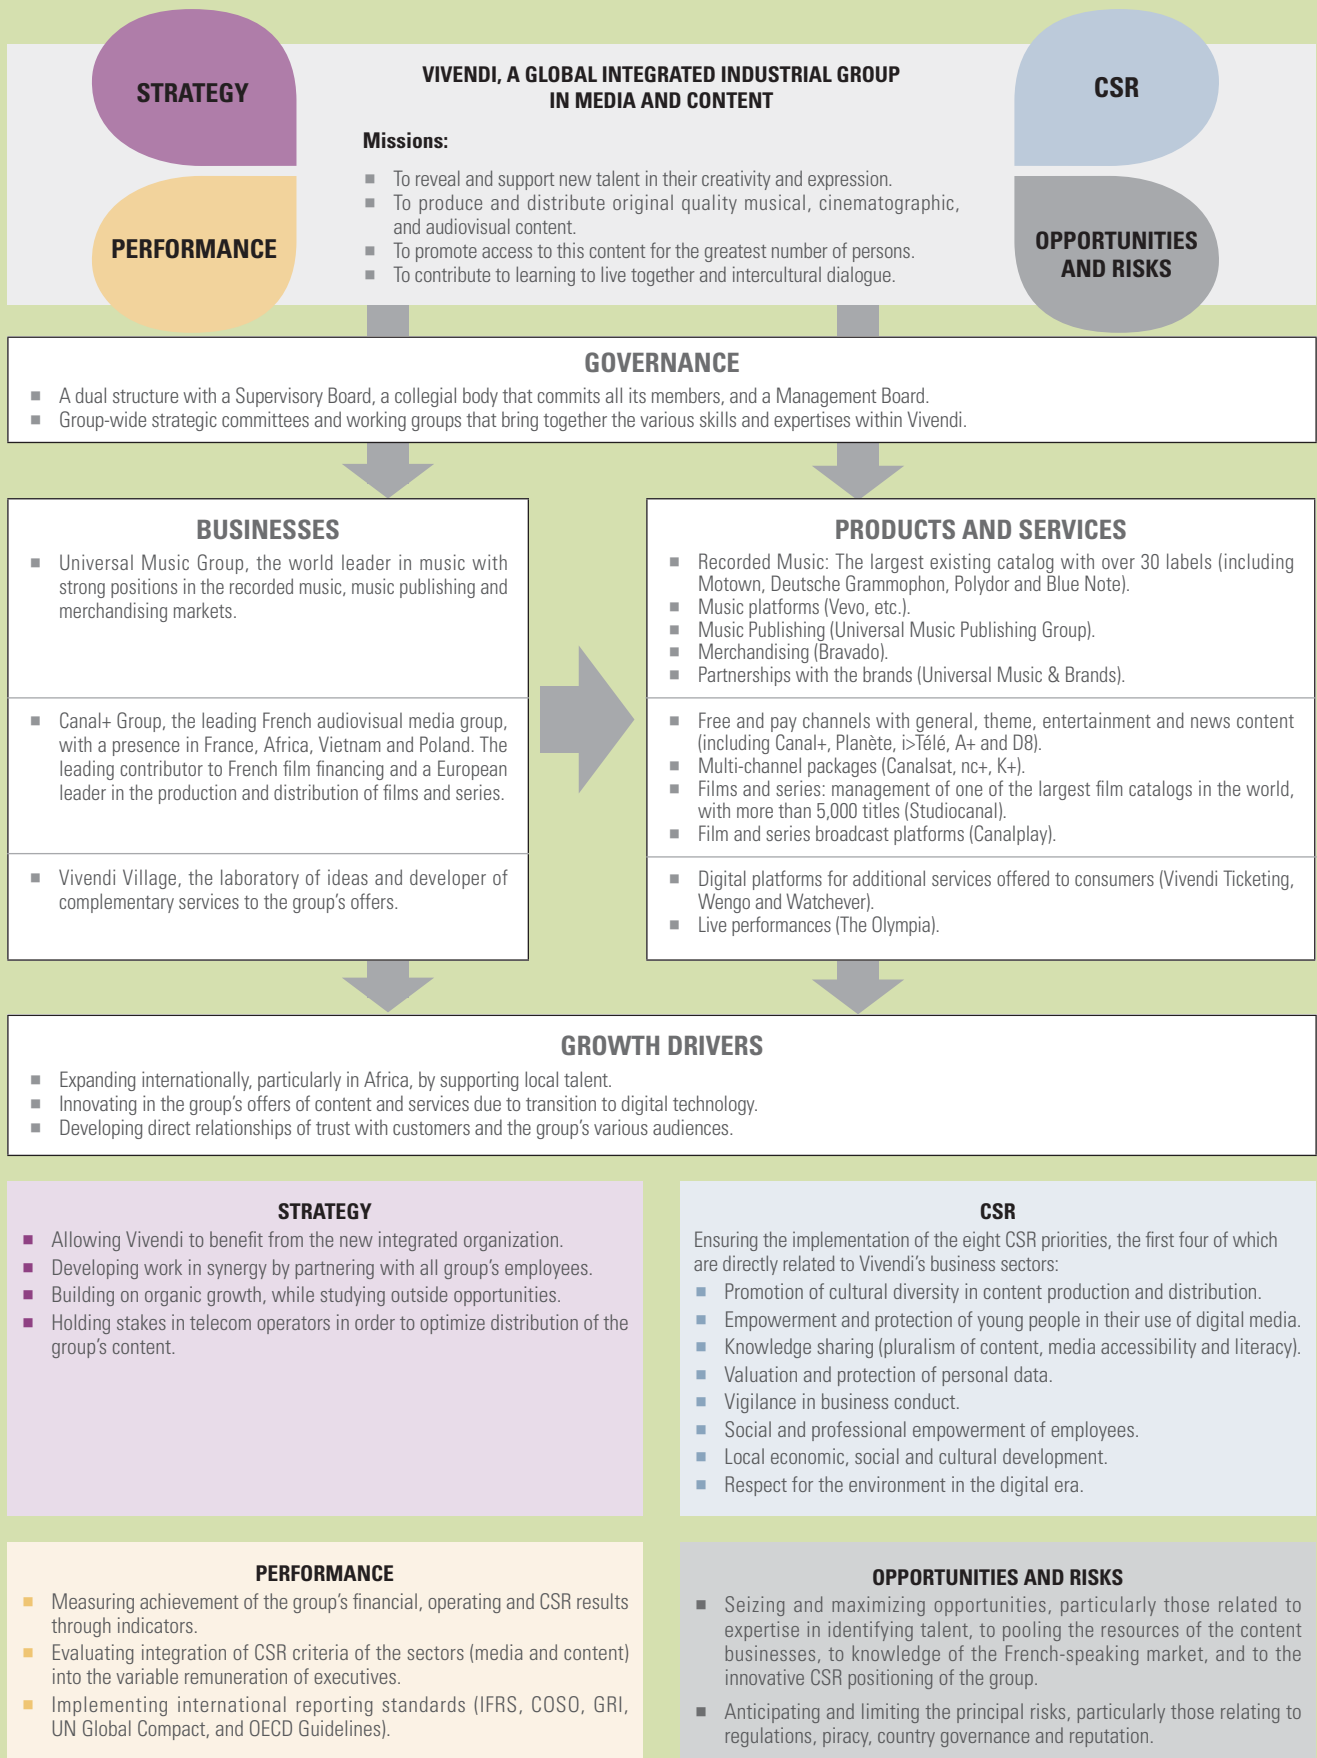 STRATEGY
PERFORMANCE
VIVENDI, A GLOBAL INTEGRATED INDUSTRIAL GROUP
IN MEDIA AND CONTENT
Missions:
■ To reveal and support new talent in their creativity and expression.
■ To produce and distribute original quality musical, cinematographic,
and audiovisual content.
■ To promote access to this content for the greatest number of persons.
■ To contribute to learning to live together and intercultural dialogue.
CSR
OPPORTUNITIES
AND RISKS
GOVERNANCE
■ A dual structure with a Supervisory Board, a collegial body that commits all its members, and a Management Board.
■ Group-wide strategic committees and working groups that bring together the various skills and expertises within Vivendi.
BUSINESSES
■ Universal Music Group, the world leader in music with
strong positions in the recorded music, music publishing and
merchandising markets.
■ Canal+ Group, the leading French audiovisual media group,
with a presence in France, Africa, Vietnam and Poland. The
leading contributor to French film financing and a European
leader in the production and distribution of films and series.
■ Vivendi Village, the laboratory of ideas and developer of
complementary services to the group's offers.
PRODUCTS AND SERVICES
■ Recorded Music: The largest existing catalog with over 30 labels (including
Motown, Deutsche Grammophon, Polydor and Blue Note).
■ Music platforms (Vevo, etc.).
■ Music Publishing (Universal Music Publishing Group).
■ Merchandising (Bravado).
■ Partnerships with the brands (Universal Music & Brands).
■ Free and pay channels with general, theme, entertainment and news content
(including Canal+, Planète, i>Télé, A+ and D8).
■ Multi-channel packages (Canalsat, nc+, K+).
■ Films and series: management of one of the largest film catalogs in the world,
with more than 5,000 titles (Studiocanal).
■ Film and series broadcast platforms (Canalplay).
■ Digital platforms for additional services offered to consumers (Vivendi Ticketing,
Wengo and Watchever).
■ Live performances (The Olympia).
GROWTH DRIVERS
■ Expanding internationally, particularly in Africa, by supporting local talent.
■ Innovating in the group's offers of content and services due to transition to digital technology.
■ Developing direct relationships of trust with customers and the group's various audiences.
STRATEGY
■ Allowing Vivendi to benefit from the new integrated organization.
■ Developing work in synergy by partnering with all group's employees.
■ Building on organic growth, while studying outside opportunities.
■ Holding stakes in telecom operators in order to optimize distribution of the
group's content.
CSR
Ensuring the implementation of the eight CSR priorities, the first four of which
are directly related to Vivendi's business sectors:
■ Promotion of cultural diversity in content production and distribution.
■ Empowerment and protection of young people in their use of digital media.
■ Knowledge sharing (pluralism of content, media accessibility and literacy).
■ Valuation and protection of personal data.
■ Vigilance in business conduct.
■ Social and professional empowerment of employees.
■ Local economic, social and cultural development.
■ Respect for the environment in the digital era.
PERFORMANCE
■ Measuring achievement of the group's financial, operating and CSR results
through indicators.
■ Evaluating integration of CSR criteria of the sectors (media and content)
into the variable remuneration of executives.
■ Implementing international reporting standards (IFRS, COSO, GRI,
UN Global Compact, and OECD Guidelines).
OPPORTUNITIES AND RISKS
■ Seizing and maximizing opportunities, particularly those related to
expertise in identifying talent, to pooling the resources of the content
businesses, to knowledge of the French-speaking market, and to the
innovative CSR positioning of the group.
■ Anticipating and limiting the principal risks, particularly those relating to
regulations, piracy, country governance and reputation.